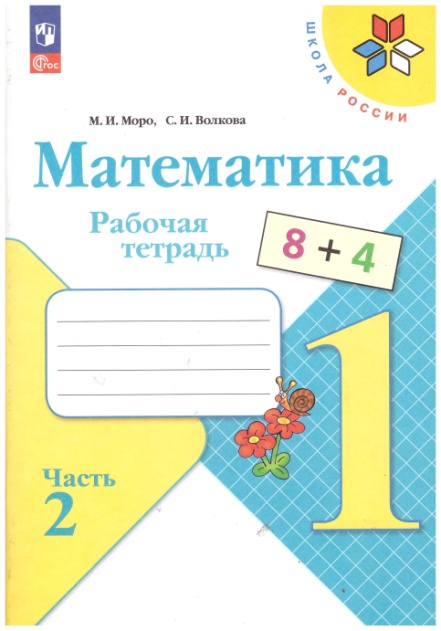 ФГОС
ШКОЛА РОССИИ
М. И. Моро, С. И. Волкова
Математика
Рабочая
тетрадь
8 + 4
1
Часть
2